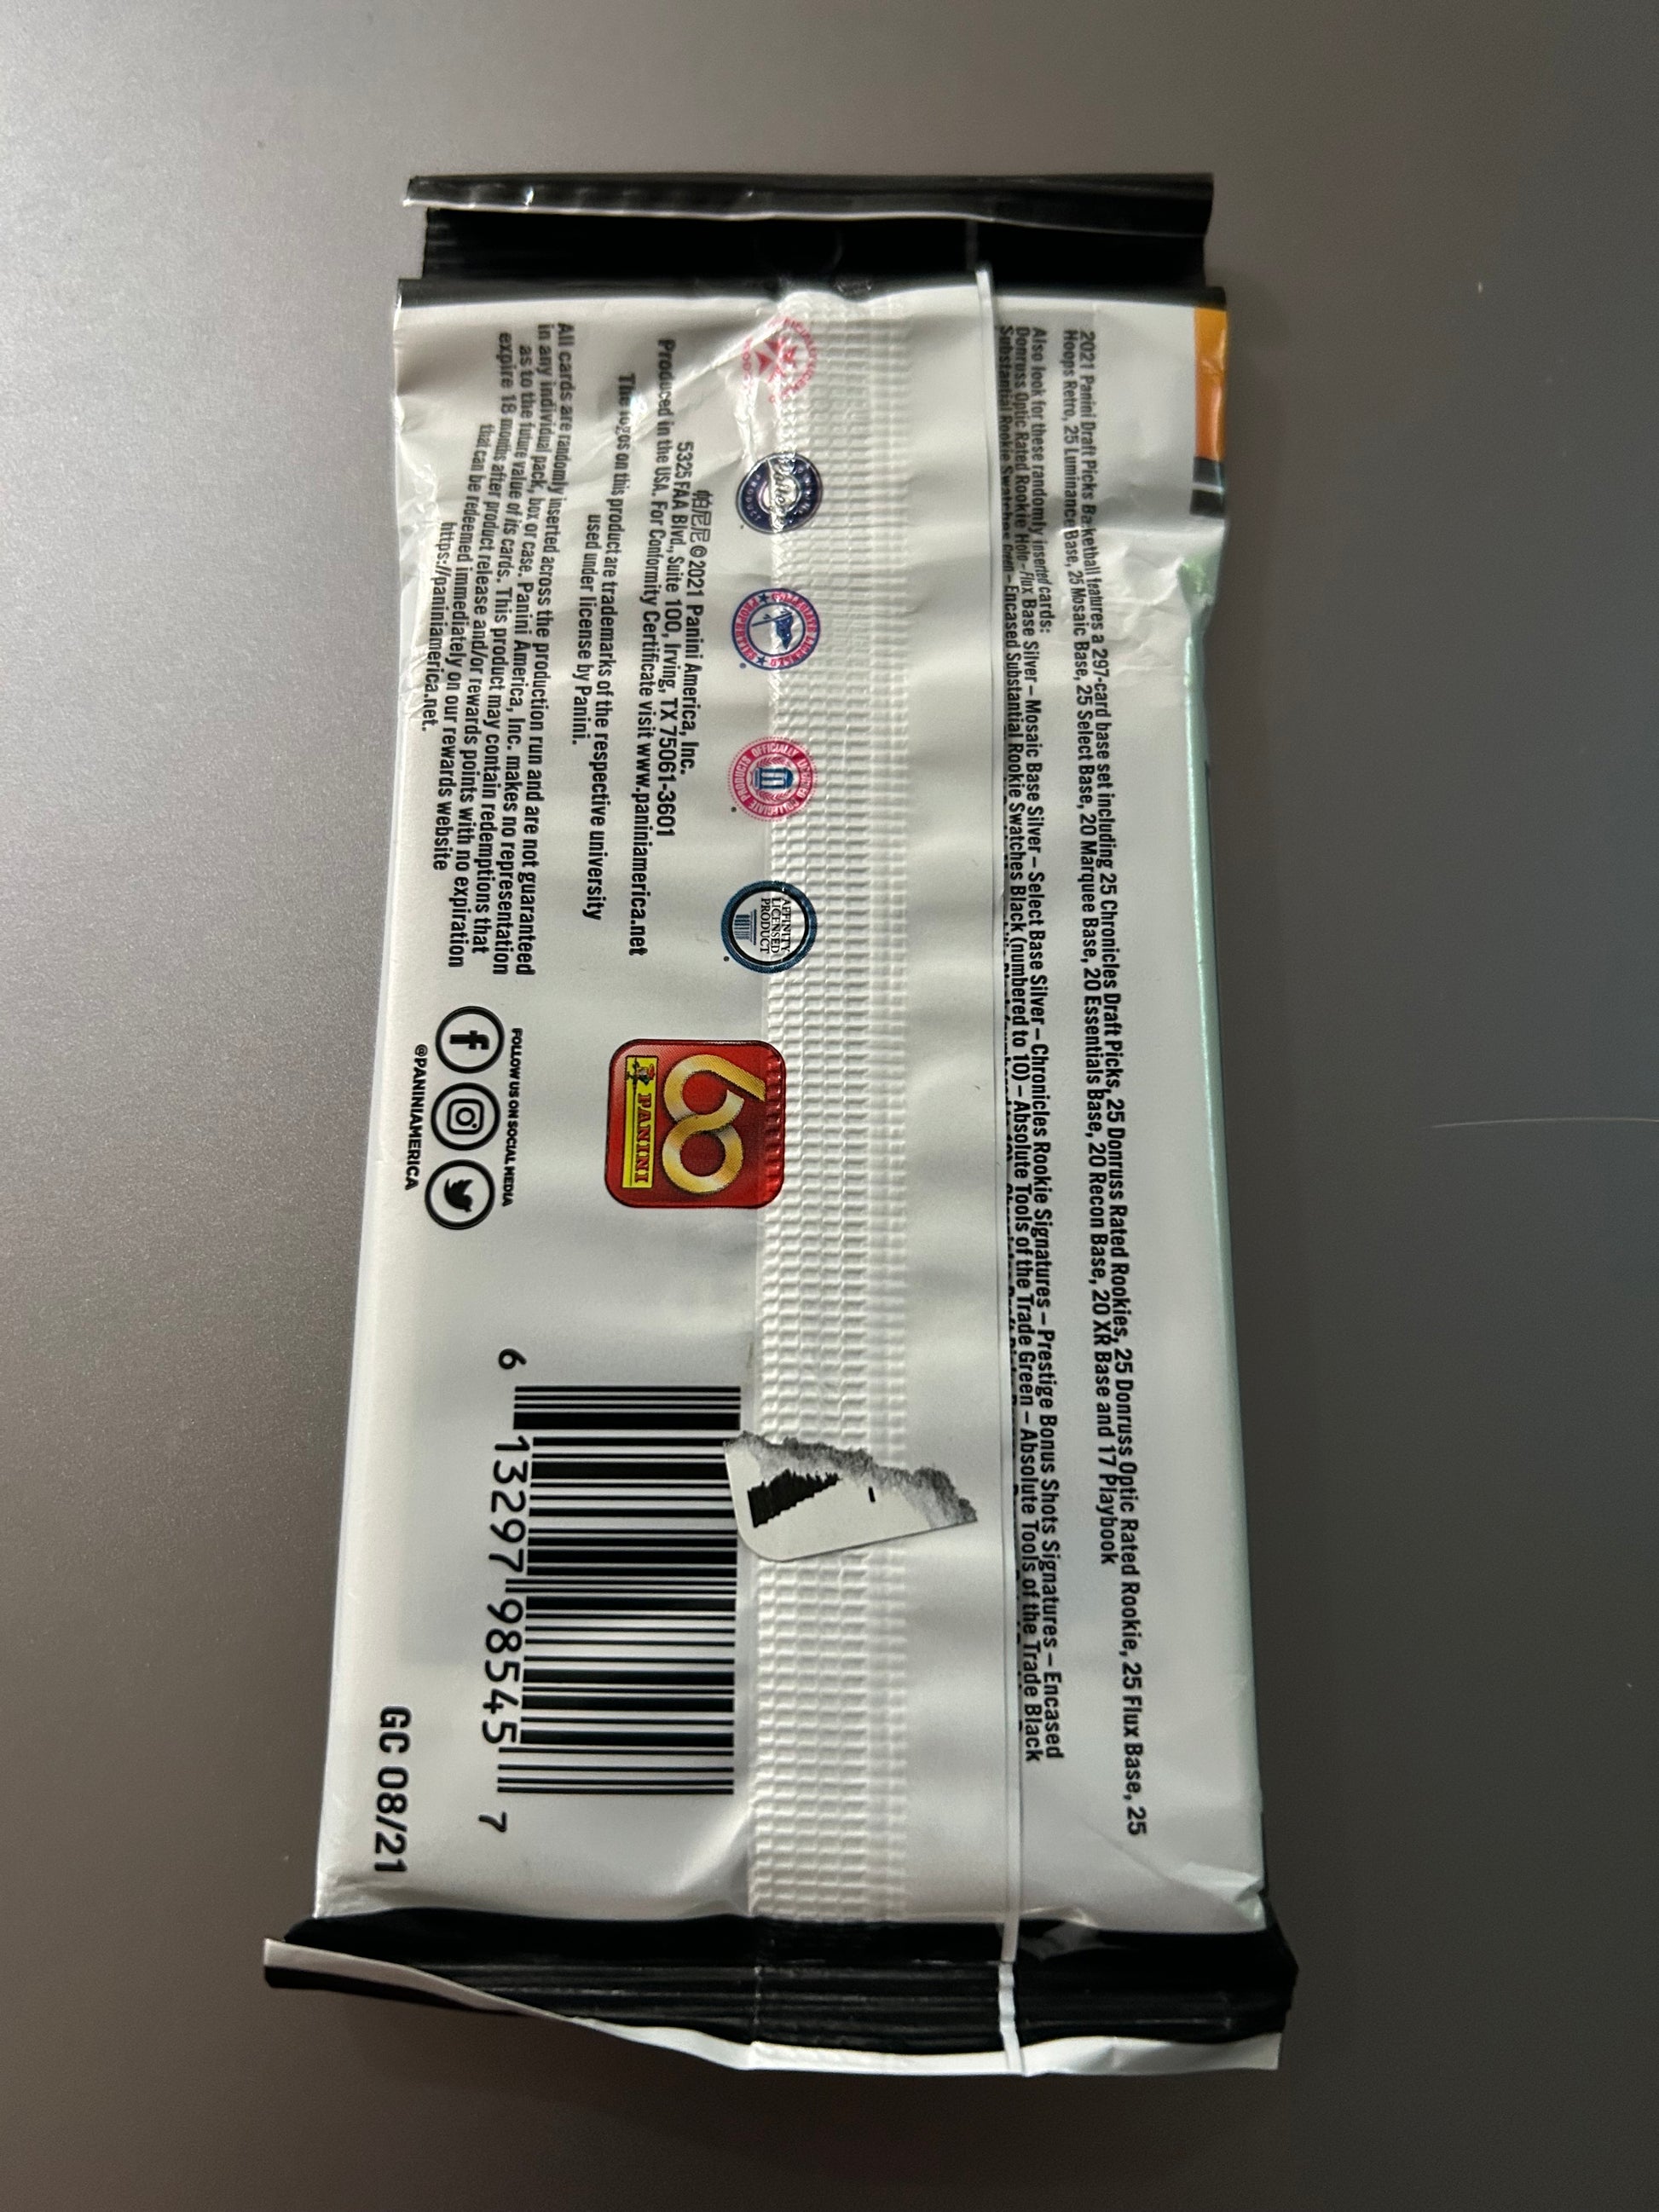 2021 Panini Draft Picks Basketball features a 297-card base set including 25 Chronicles Draft Picks, 25 Donruss Rated Rookies, 25 Donruss Optic Rated Rookie, 25 Flux Base, 25
Hoops Retro, 25 Luminance Base, 25 Mosaic Base, 25 Select Base, 20 Marquee Base, 20 Essentials Base, 20 Recon Base, 20 XR Base and 17 Playbook
Also look for these randomly inserted cards:
Donruss Optic Rated Rookie Holo – Flux Base Silver – Mosaic Base Silver – Select Base Silver – Chronicles Rookie Signatures – Prestige Bonus Shots Signatures – Encased
Substantial Rookie Swatches Green – Encased Substantial Rookie Swatches Black (numbered to 10) – Absolute Tools of the Trade Green – Absolute Tools of the Trade Black
COLLEGIATE LICENSED PROPERTIES
OFFICIALLY LICENSED COLLEGIATE PRODUCTS
AFFINITY
LICENSED
PRODUCT
60
PANINI
帕尼尼 © 2021 Panini America, Inc.
5325 FAA Blvd., Suite 100, Irving, TX 75061-3601
Produced in the USA. For Conformity Certificate visit www.paniniamerica.net
The logos on this product are trademarks of the respective university
used under license by Panini.
All cards are randomly inserted across the production run and are not guaranteed
in any individual pack, box or case. Panini America, Inc. makes no representation
as to the future value of its cards. This product may contain redemptions that
expire 18 months after product release and/or rewards points with no expiration
that can be redeemed immediately on our rewards website
https://paniniamerica.net.
FOLLOW US ON SOCIAL MEDIA
@PANINIAMERICA
6 13297 98545 7
GC 08/21